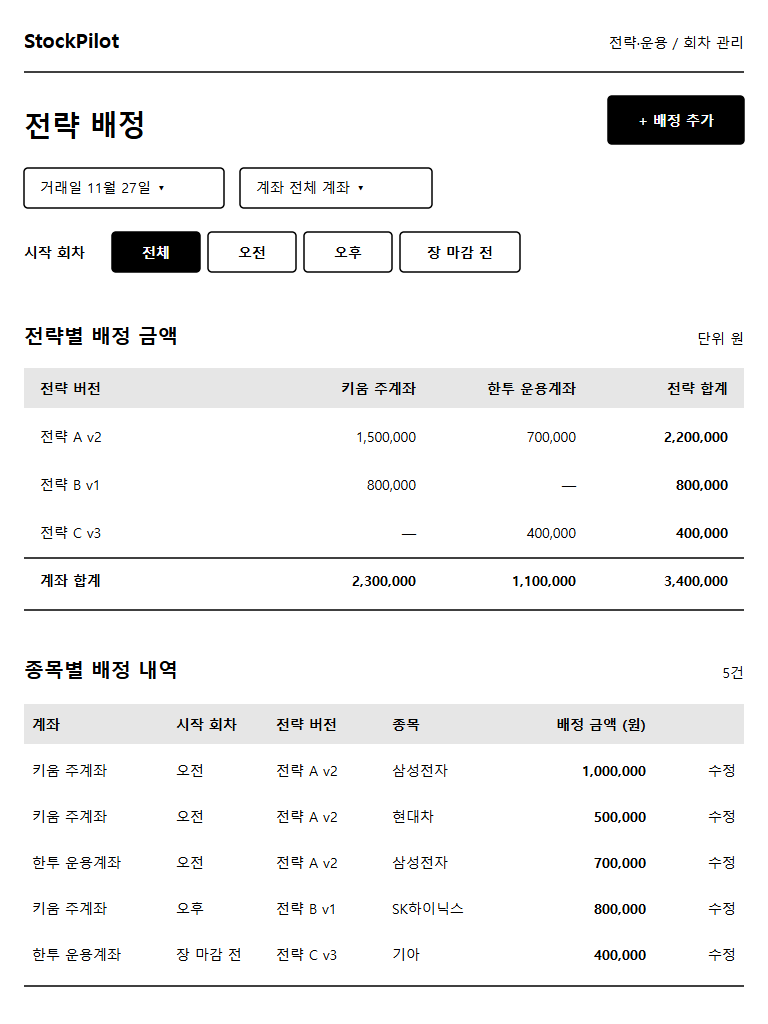 StockPilot 전략·운용 / 회차 관리
전략 배정 + 배정 추가
거래일 11월 27일 ▾ 계좌 전체 계좌 ▾
시작 회차 전체 오전 오후 장 마감 전
전략별 배정 금액 단위 원
전략 버전 키움 주계좌 한투 운용계좌 전략 합계
전략 A v2 1,500,000 700,000 2,200,000
전략 B v1 800,000 — 800,000
전략 C v3 — 400,000 400,000
계좌 합계 2,300,000 1,100,000 3,400,000
종목별 배정 내역 5건
계좌 시작 회차 전략 버전 종목 배정 금액 (원)
키움 주계좌 오전 전략 A v2 삼성전자 1,000,000 수정
키움 주계좌 오전 전략 A v2 현대차 500,000 수정
한투 운용계좌 오전 전략 A v2 삼성전자 700,000 수정
키움 주계좌 오후 전략 B v1 SK하이닉스 800,000 수정
한투 운용계좌 장 마감 전 전략 C v3 기아 400,000 수정